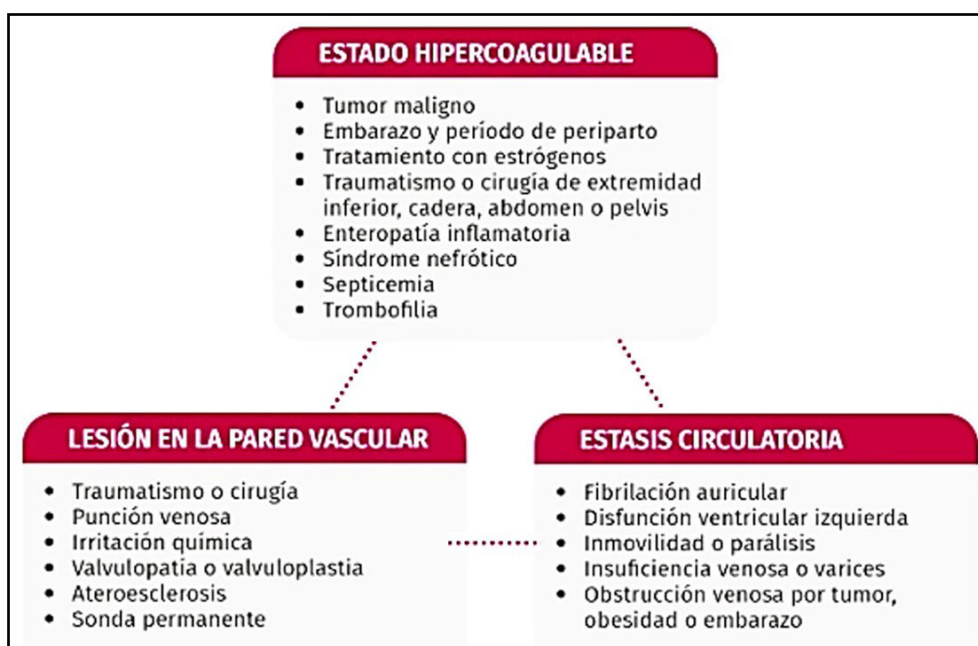 ESTADO HIPERCOAGULABLE
• Tumor maligno
• Embarazo y período de periparto
• Tratamiento con estrógenos
• Traumatismo o cirugía de extremidad
inferior, cadera, abdomen o pelvis
• Enteropatía inflamatoria
• Síndrome nefrótico
• Septicemia
• Trombofilia
LESIÓN EN LA PARED VASCULAR
• Traumatismo o cirugía
• Punción venosa
• Irritación química
• Valvulopatía o valvuloplastia
• Ateroesclerosis
• Sonda permanente
ESTASIS CIRCULATORIA
• Fibrilación auricular
• Disfunción ventricular izquierda
• Inmovilidad o parálisis
• Insuficiencia venosa o varices
• Obstrucción venosa por tumor,
obesidad o embarazo